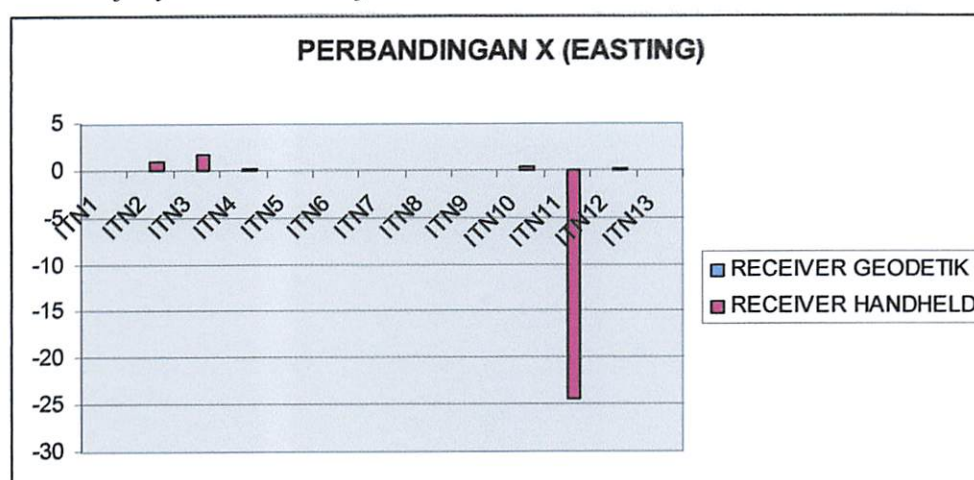 PERBANDINGAN X (EASTING)
5
0
-5
-10
-15
-20
-25
-30
ITN1
ITN2
ITN3
ITN4
ITN5
ITN6
ITN7
ITN8
ITN9
ITN10
ITN11
ITN12
ITN13
RECEIVER GEODETIK
RECEIVER HANDHELD